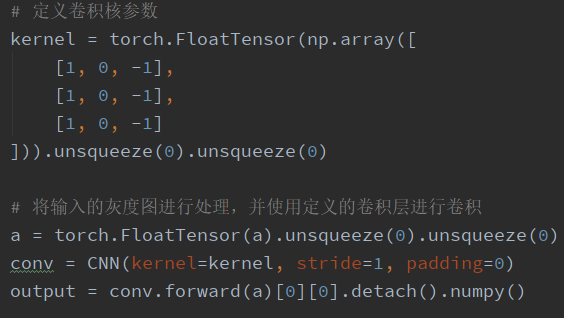 # 定义卷积核参数
kernel = torch.FloatTensor(np.array([
    [1, 0, -1],
    [1, 0, -1],
    [1, 0, -1]
])).unsqueeze(0).unsqueeze(0)
# 将输入的灰度图进行处理，并使用定义的卷积层进行卷积
a = torch.FloatTensor(a).unsqueeze(0).unsqueeze(0)
conv = CNN(kernel=kernel, stride=1, padding=0)
output = conv.forward(a)[0][0].detach().numpy()